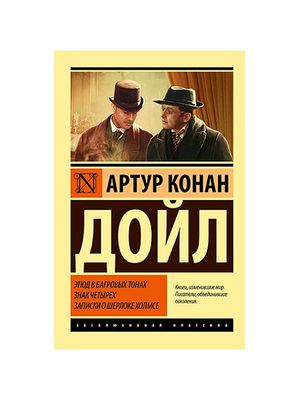 N
АРТУР КОНАН
ДОЙЛ
ЭТЮД В БАГРОВЫХ ТОНАХ
ЗНАК ЧЕТЫРЕХ
ЗАПИСКИ О ШЕРЛОКЕ ХОЛМСЕ
Книги, изменившие мир.
Писатели, объединившие
поколения.
ЭКСКЛЮЗИВНАЯ КЛАССИКА